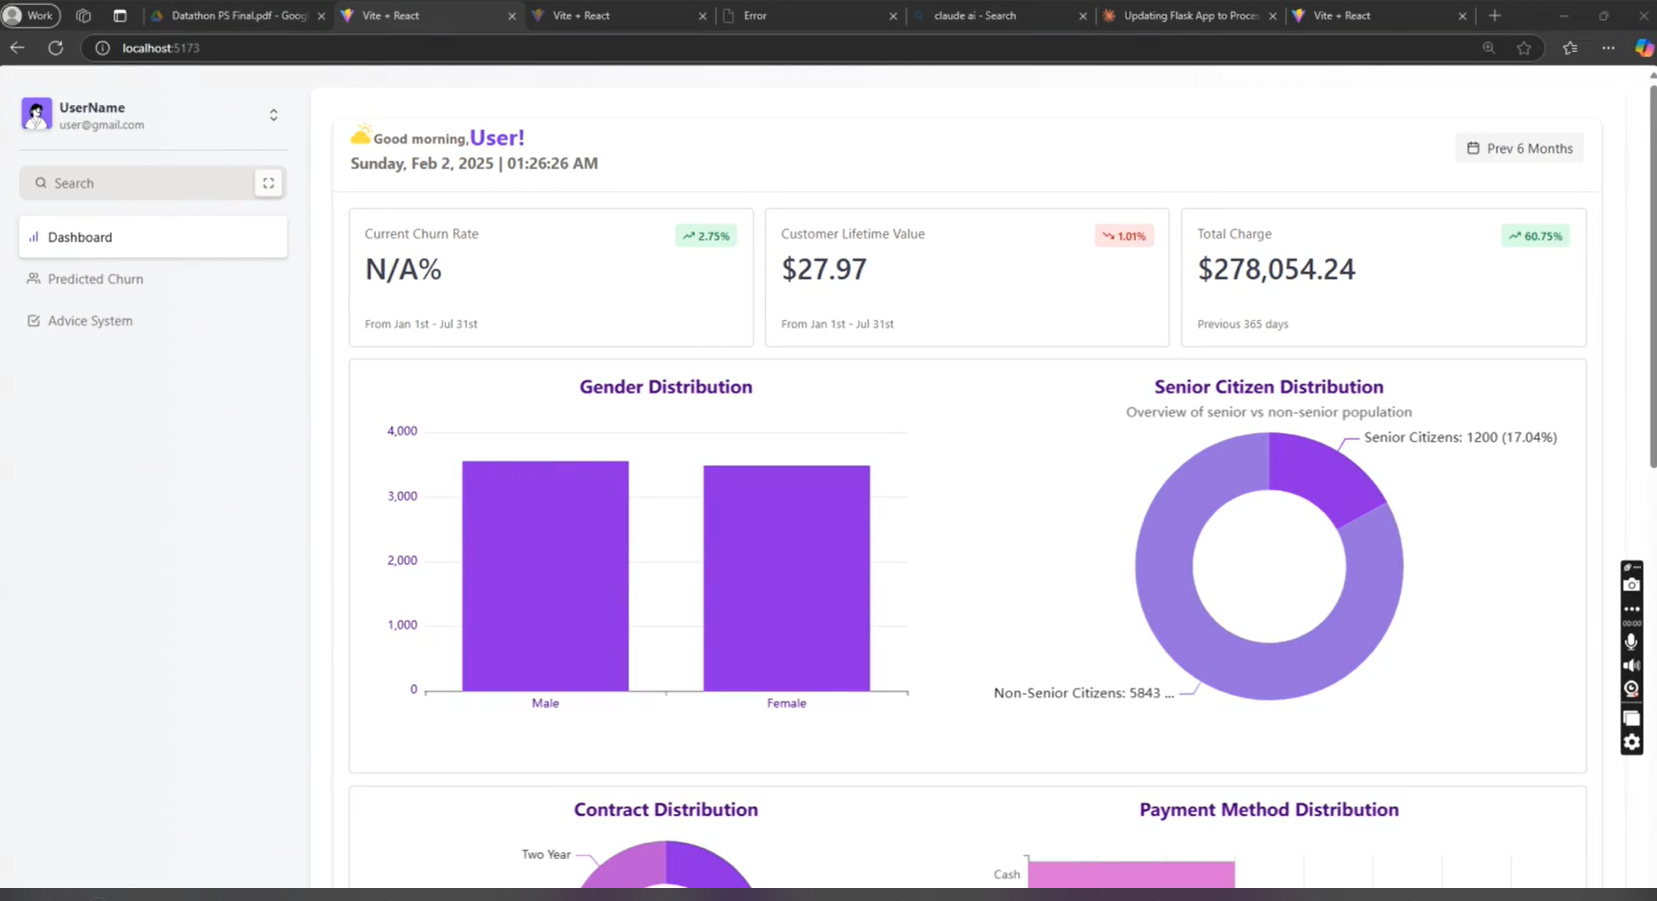 Work
Datathon PS Final.pdf - Goog
Vite + React
Vite + React
Error
claude ai - Search
Updating Flask App to Proce
Vite + React
localhost:5173
UserName
user@gmail.com
Search
Dashboard
Predicted Churn
Advice System
Good morning,User!
Sunday, Feb 2, 2025 | 01:26:26 AM
Prev 6 Months
Current Churn Rate
2.75%
N/A%
From Jan 1st - Jul 31st
Customer Lifetime Value
1.01%
$27.97
From Jan 1st - Jul 31st
Total Charge
60.75%
$278,054.24
Previous 365 days
Gender Distribution
4,000
3,000
2,000
1,000
0
Male
Female
Senior Citizen Distribution
Overview of senior vs non-senior population
Senior Citizens: 1200 (17.04%)
Non-Senior Citizens: 5843 ...
Contract Distribution
Two Year
Payment Method Distribution
Cash
00:00